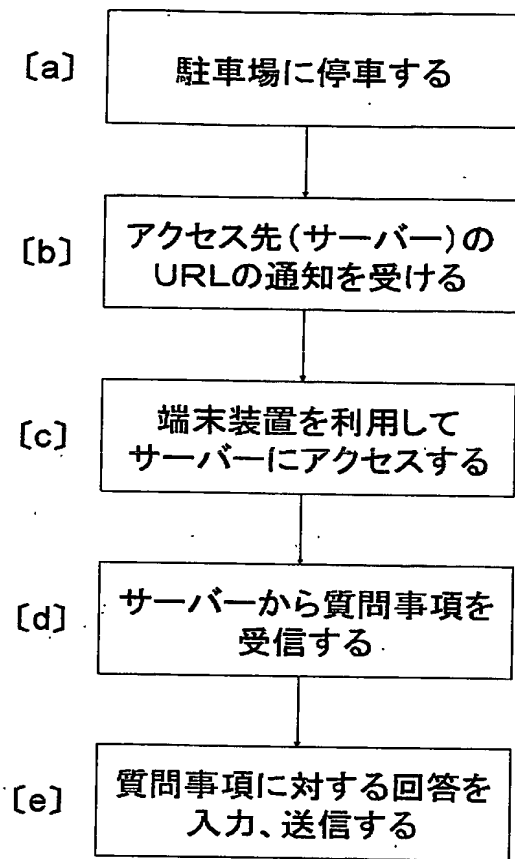 〔a〕 駐車場に停車する
〔b〕 アクセス先(サーバー)の
URLの通知を受ける
〔c〕 端末装置を利用して
サーバーにアクセスする
〔d〕 サーバーから質問事項を
受信する
〔e〕 質問事項に対する回答を
入力、送信する